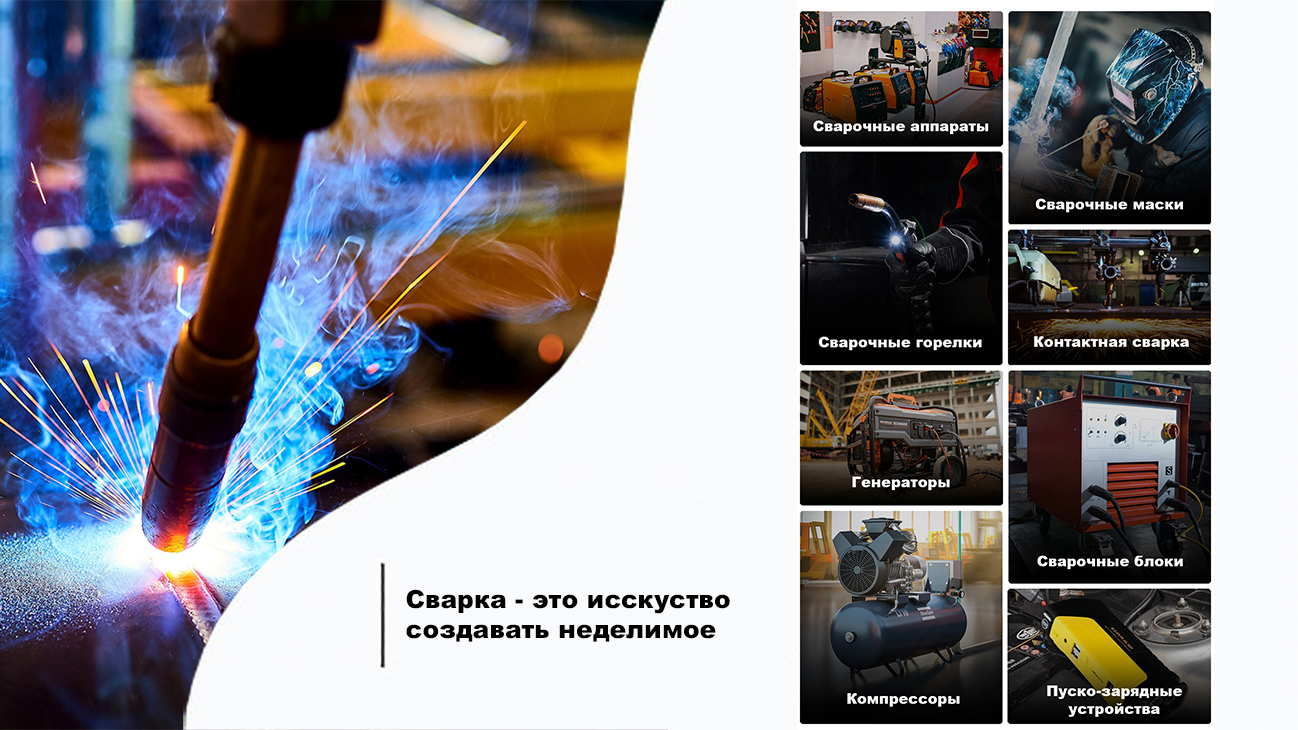 Сварочные аппараты
Сварочные маски
Сварочные горелки
Контактная сварка
Генераторы
Сварочные блоки
Сварка - это исскуство
создавать неделимое
Компрессоры
Пуско-зарядные
устройства